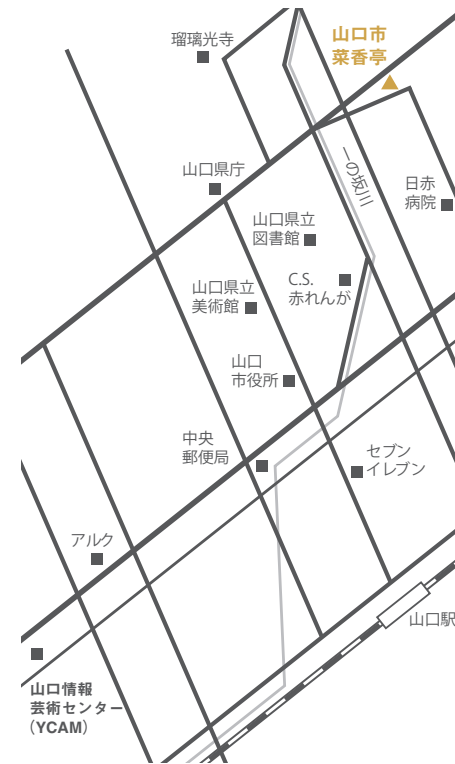 瑠璃光寺
山口市
菜香亭
山口県庁
一の坂川
日赤
病院
山口県立
図書館
山口県立
美術館
C.S.
赤れんが
山口
市役所
中央
郵便局
セブン
イレブン
アルク
山口駅
山口情報
芸術センター
(YCAM)